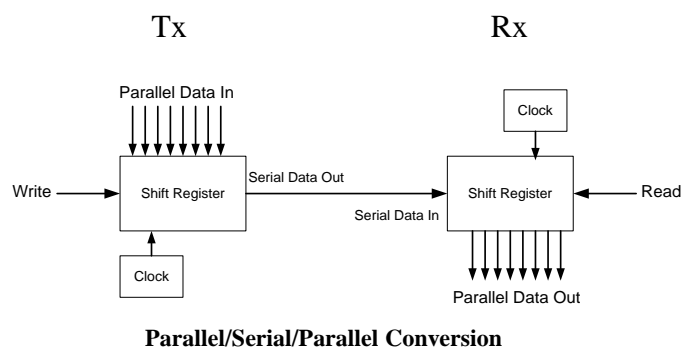 Tx
Rx
Parallel Data In
Clock
Write
Shift Register
Serial Data Out
Serial Data In
Shift Register
Read
Clock
Parallel Data Out
Parallel/Serial/Parallel Conversion